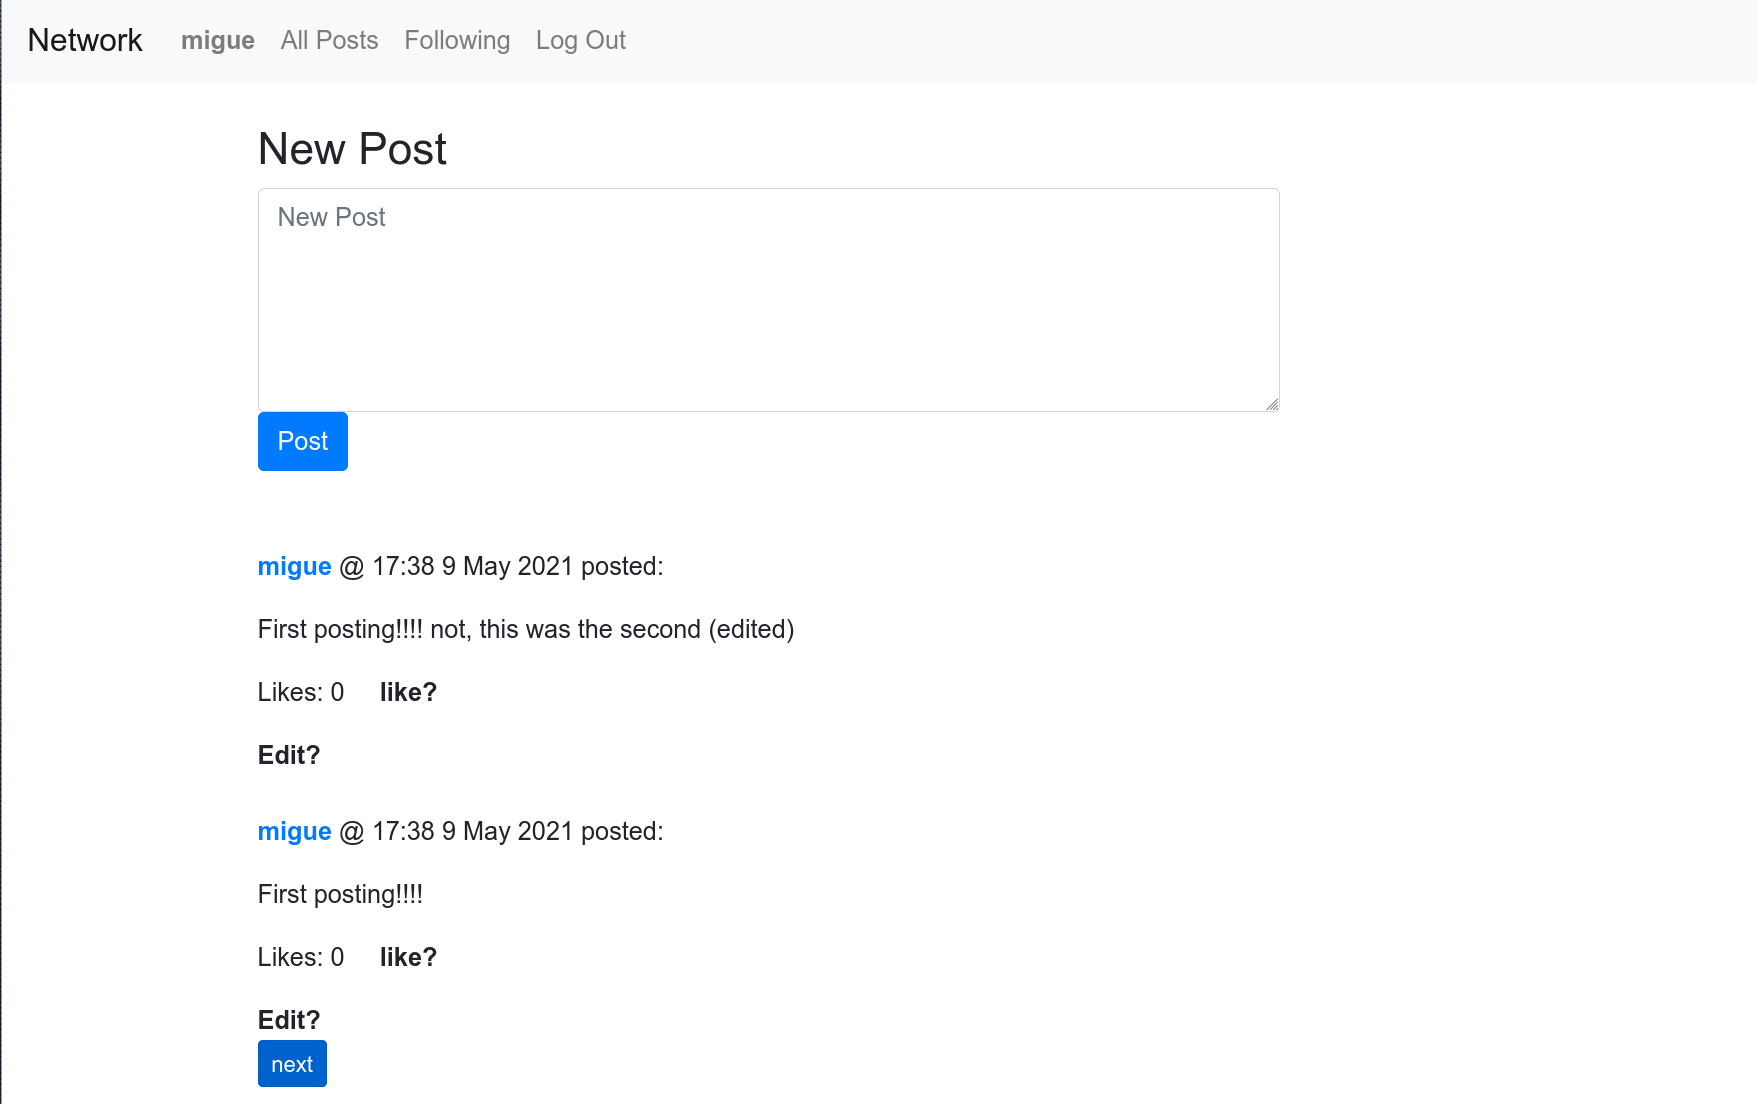 Network migue All Posts Following Log Out
New Post
New Post
Post
migue @ 17:38 9 May 2021 posted:
First posting!!!! not, this was the second (edited)
Likes: 0 like?
Edit?
migue @ 17:38 9 May 2021 posted:
First posting!!!!
Likes: 0 like?
Edit?
next